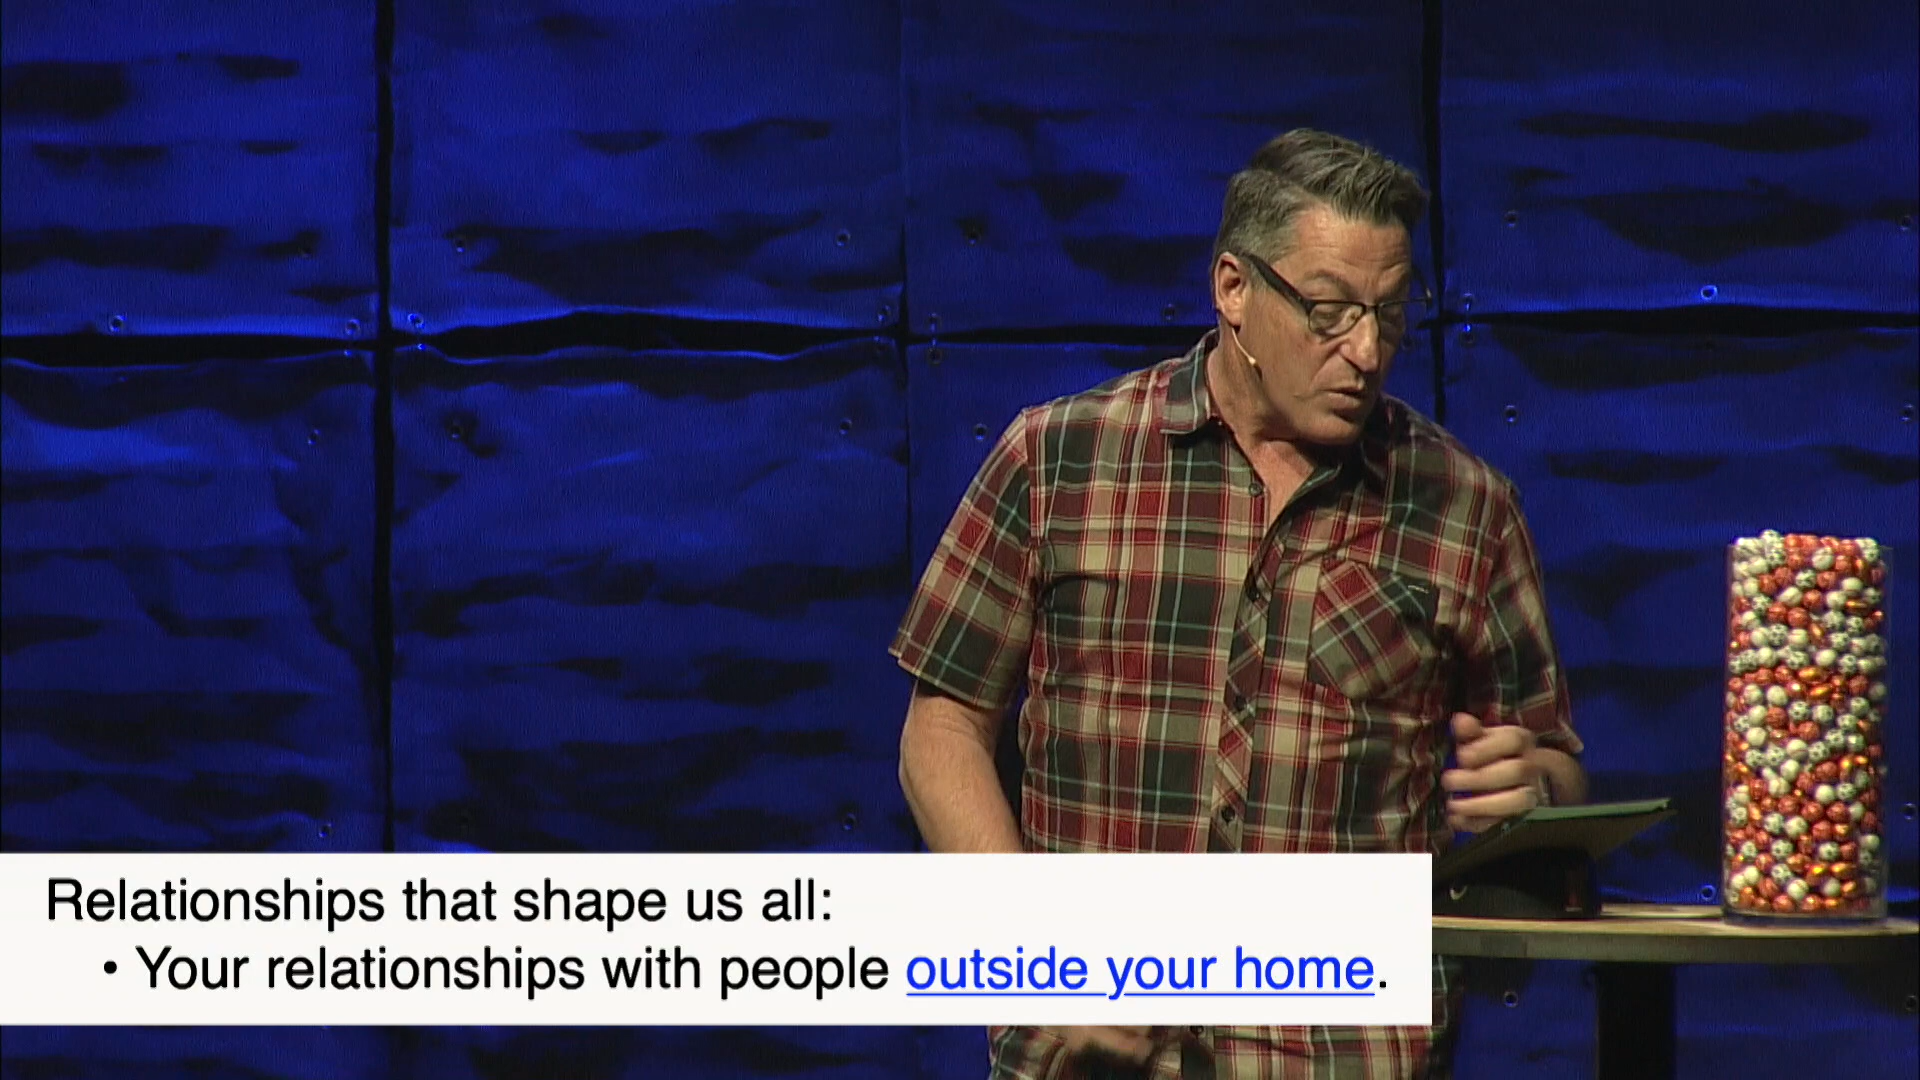 Relationships that shape us all:
• Your relationships with people outside your home.